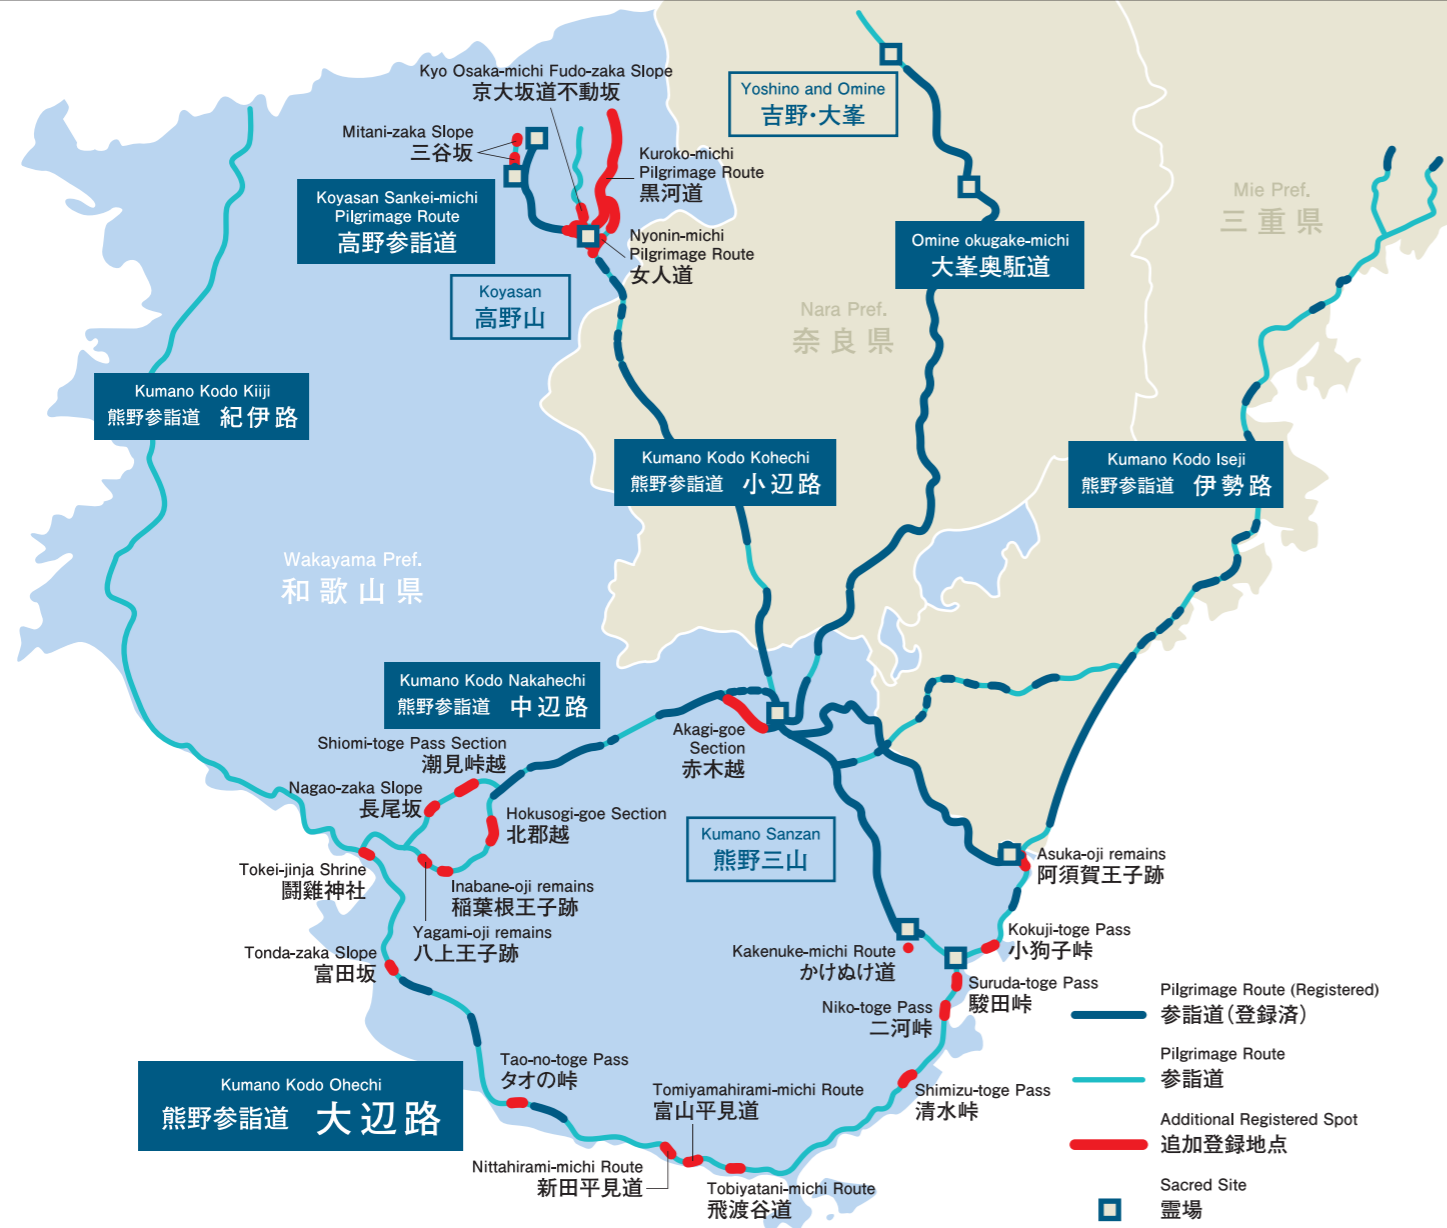 Kyo Osaka-michi Fudo-zaka Slope
京大坂道不動坂
Mitani-zaka Slope
三谷坂
Koyasan Sankei-michi
Pilgrimage Route
高野参詣道
Kuroko-michi
Pilgrimage Route
黒河道
Nyonin-michi
Pilgrimage Route
女人道
Koyasan
高野山
Yoshino and Omine
吉野・大峯
Omine okugake-michi
大峯奥駈道
Mie Pref.
三重県
Nara Pref.
奈良県
Kumano Kodo Kiiji
熊野参詣道 紀伊路
Kumano Kodo Kohechi
熊野参詣道 小辺路
Kumano Kodo Iseji
熊野参詣道 伊勢路
Wakayama Pref.
和歌山県
Kumano Kodo Nakahechi
熊野参詣道 中辺路
Shiomi-toge Pass Section
潮見峠越
Nagao-zaka Slope
長尾坂
Hokusogi-goe Section
北郡越
Akagi-goe
Section
赤木越
Kumano Sanzan
熊野三山
Tokei-jinja Shrine
闘雞神社
Inabane-oji remains
稲葉根王子跡
Yagami-oji remains
八上王子跡
Tonda-zaka Slope
富田坂
Asuka-oji remains
阿須賀王子跡
Kokuji-toge Pass
小狗子峠
Kakenuke-michi Route
かけぬけ道
Suruda-toge Pass
駿田峠
Niko-toge Pass
二河峠
Tao-no-toge Pass
タオの峠
Kumano Kodo Ohechi
熊野参詣道 大辺路
Tomiyamahirami-michi Route
富山平見道
Shimizu-toge Pass
清水峠
Nittahirami-michi Route
新田平見道
Tobiyatani-michi Route
飛渡谷道
Pilgrimage Route (Registered)
参詣道(登録済)
Pilgrimage Route
参詣道
Additional Registered Spot
追加登録地点
Sacred Site
霊場